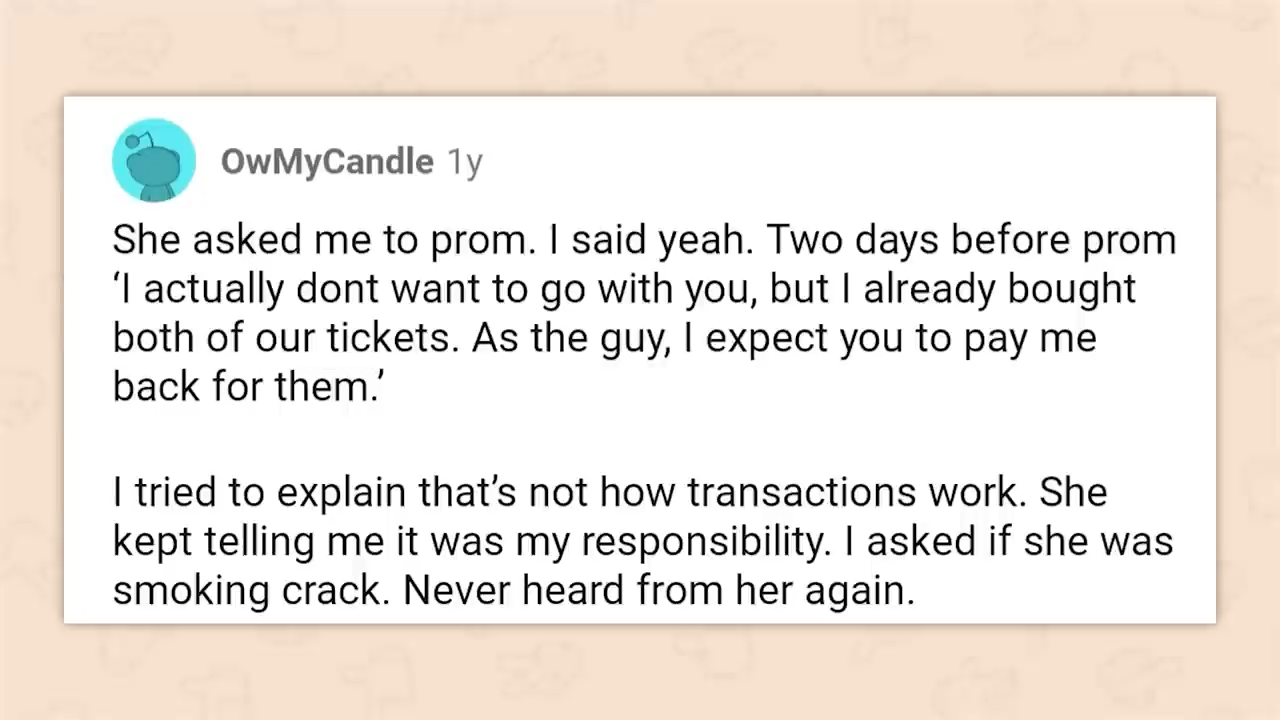 OwMyCandle 1y
She asked me to prom. I said yeah. Two days before prom
‘I actually dont want to go with you, but I already bought
both of our tickets. As the guy, I expect you to pay me
back for them.’
I tried to explain that’s not how transactions work. She
kept telling me it was my responsibility. I asked if she was
smoking crack. Never heard from her again.